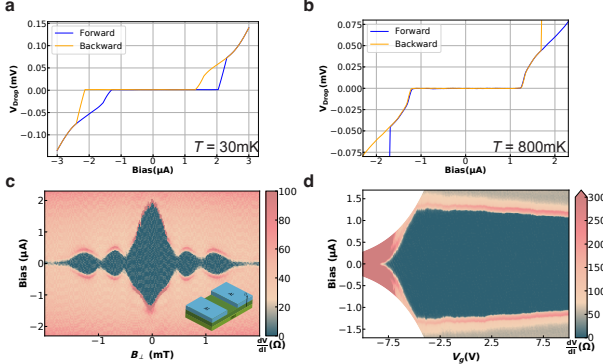 a
0.15
0.10
0.05
0.00
−0.05
−0.10
V_Drop(mV)
Forward
Backward
T = 30mK
−3 −2 −1 0 1 2 3
Bias(μA)
b
0.075
0.050
0.025
0.000
−0.025
−0.050
−0.075
V_Drop(mV)
Forward
Backward
T = 800mK
−2 −1 0 1 2
Bias(μA)
c
2
1
0
−1
−2
Bias (μA)
−1 0 1
B⊥ (mT)
100
80
60
40
20
0
dV/dI (Ω)
d
1.5
1.0
0.5
0.0
−0.5
−1.0
−1.5
Bias (μA)
−7.5 −2.5 2.5 7.5
V_g(V)
300
250
200
150
100
50
0
dV/dI (Ω)